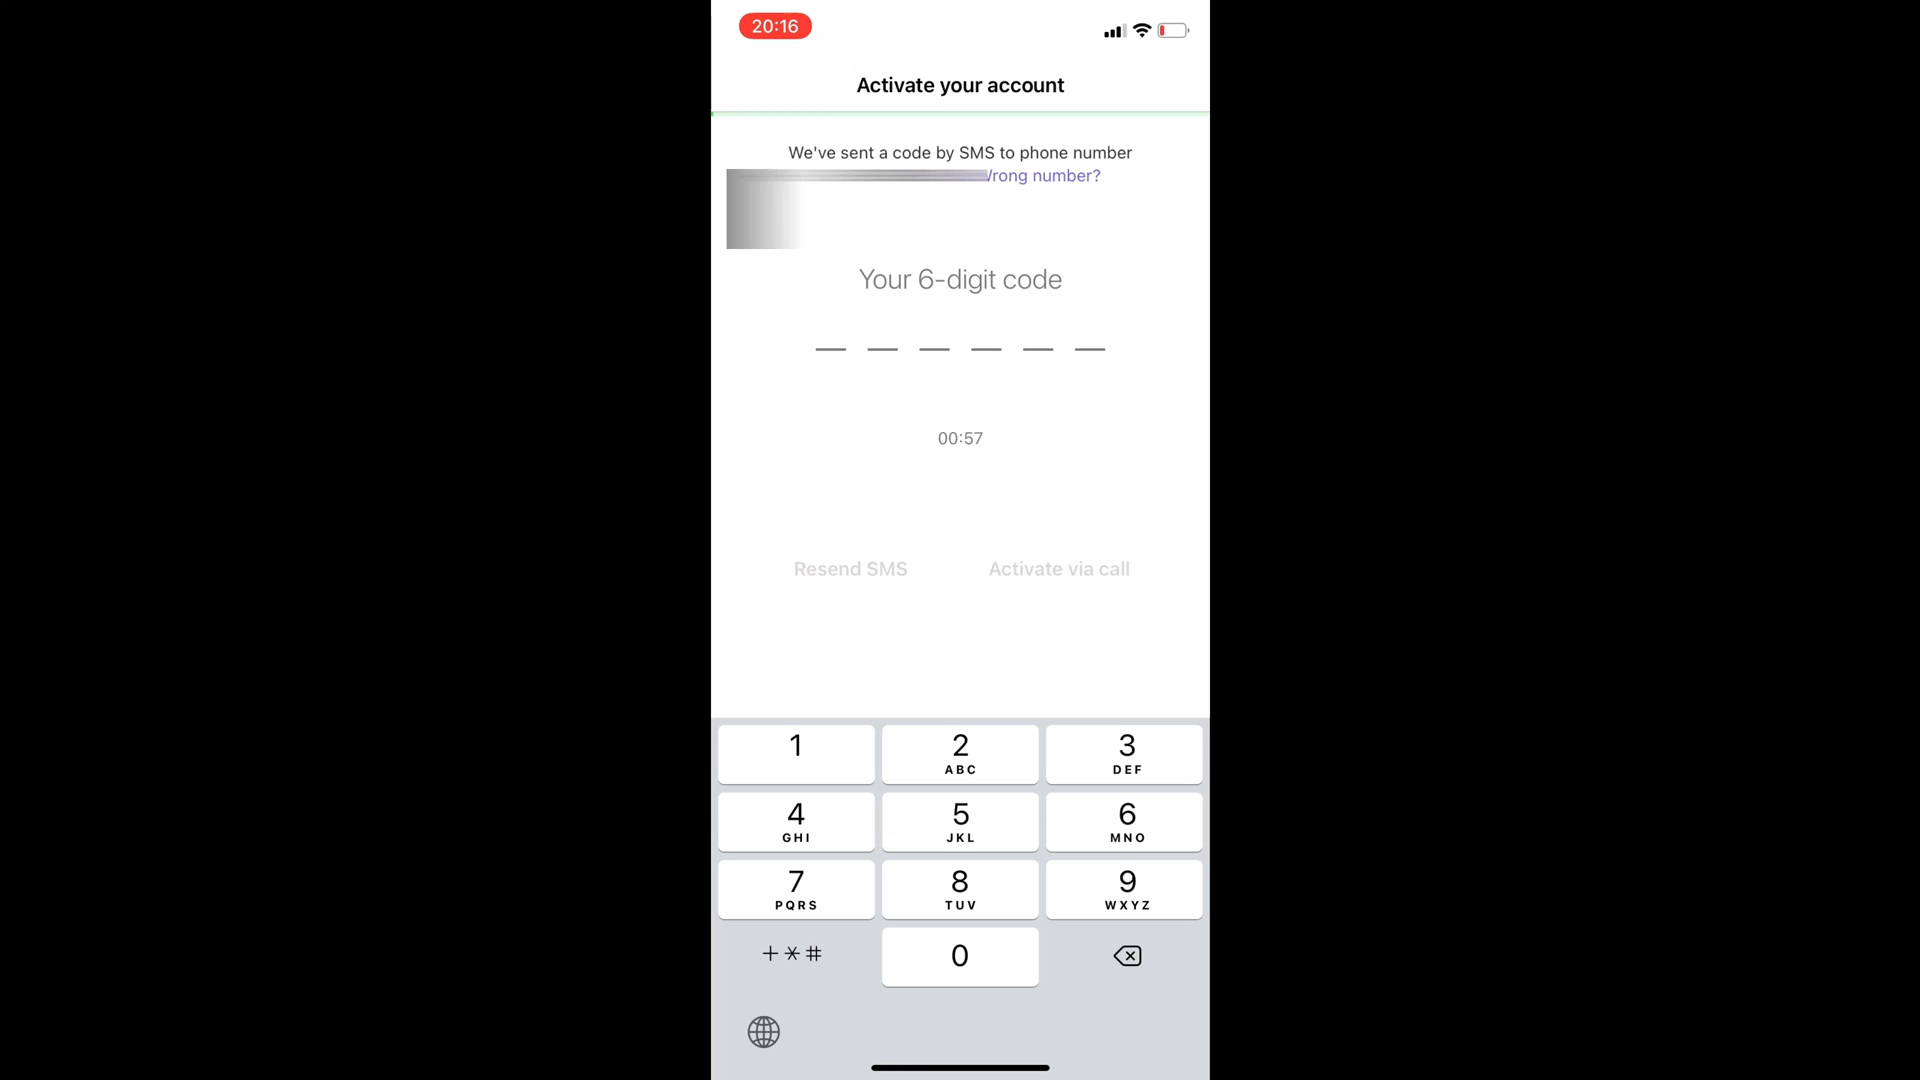 20:16
Activate your account
We've sent a code by SMS to phone number
number?
Your 6-digit code
00:57
Resend SMS
Activate via call
1
2
ABC
3
DEF
4
GHI
5
JKL
6
MNO
7
PQRS
8
TUV
9
WXYZ
+*#
0